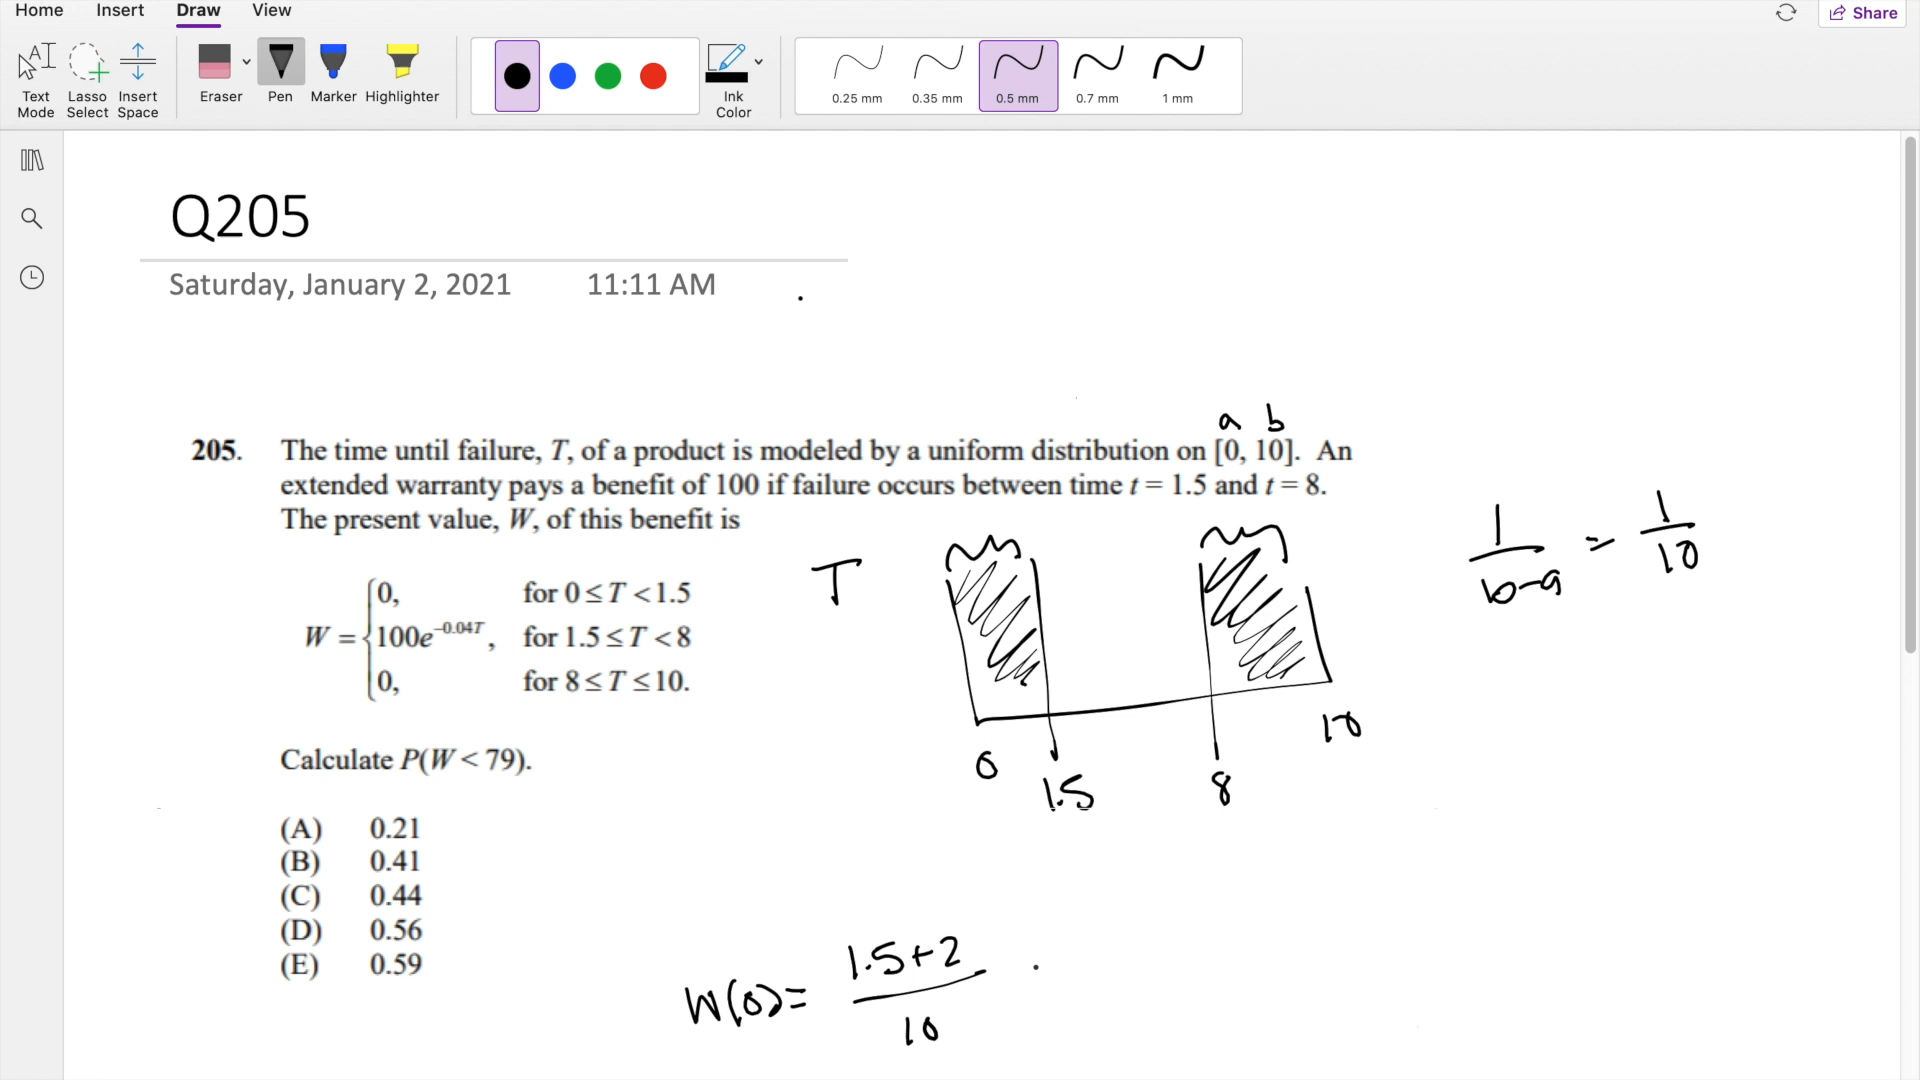 Home Insert Draw View
Share
Text Mode
Lasso Select
Insert Space
Eraser
Pen
Marker
Highlighter
Ink Color
0.25 mm
0.35 mm
0.5 mm
0.7 mm
1 mm
Q205
Saturday, January 2, 2021 11:11 AM
a b
205. The time until failure, T, of a product is modeled by a uniform distribution on [0, 10]. An
extended warranty pays a benefit of 100 if failure occurs between time t = 1.5 and t = 8.
The present value, W, of this benefit is
W = { 0, for 0 ≤ T < 1.5
100e^{-0.04T}, for 1.5 ≤ T < 8
0, for 8 ≤ T ≤ 10.
T
1/(b-a) = 1/10
0 1.5 8 10
Calculate P(W < 79).
(A) 0.21
(B) 0.41
(C) 0.44
(D) 0.56
(E) 0.59
W(0) = (1.5+2)/10